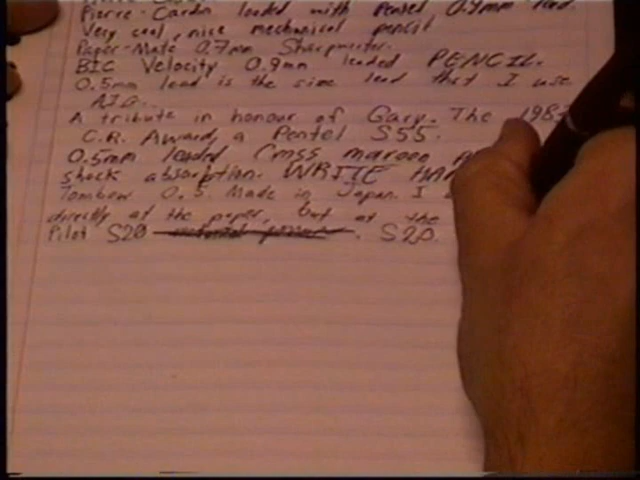 Pierre-Cardin loaded with Pentel 0.9mm lead.
Very cool, nice mechanical pencil
Paper-Mate 0.7mm Sharpwriter.
BIC Velocity 0.9mm leaded PENCIL.
0.5mm lead is the size lead that I use
A tribute in honour of Gary. The 1983
C.R. Award, a Pentel S55.
0.5mm leaded Cross maroon
shock absorption. WRITE
Tombow 0.5. Made in Japan. I
directly at the paper, but at the
Pilot S20 . S20.